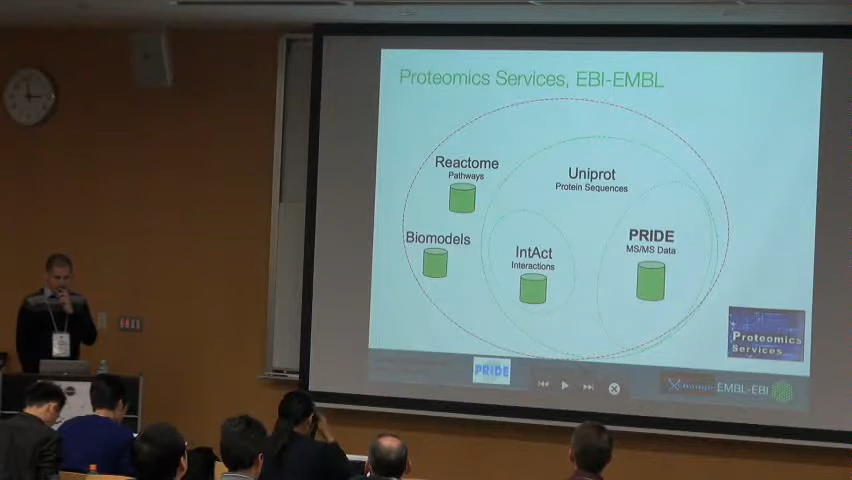 Proteomics Services, EBI-EMBL
Reactome
Pathways
Uniprot
Protein Sequences
Biomodels
IntAct
Interactions
PRIDE
MS/MS Data
Proteomics
Services
PRIDE
EMBL-EBI